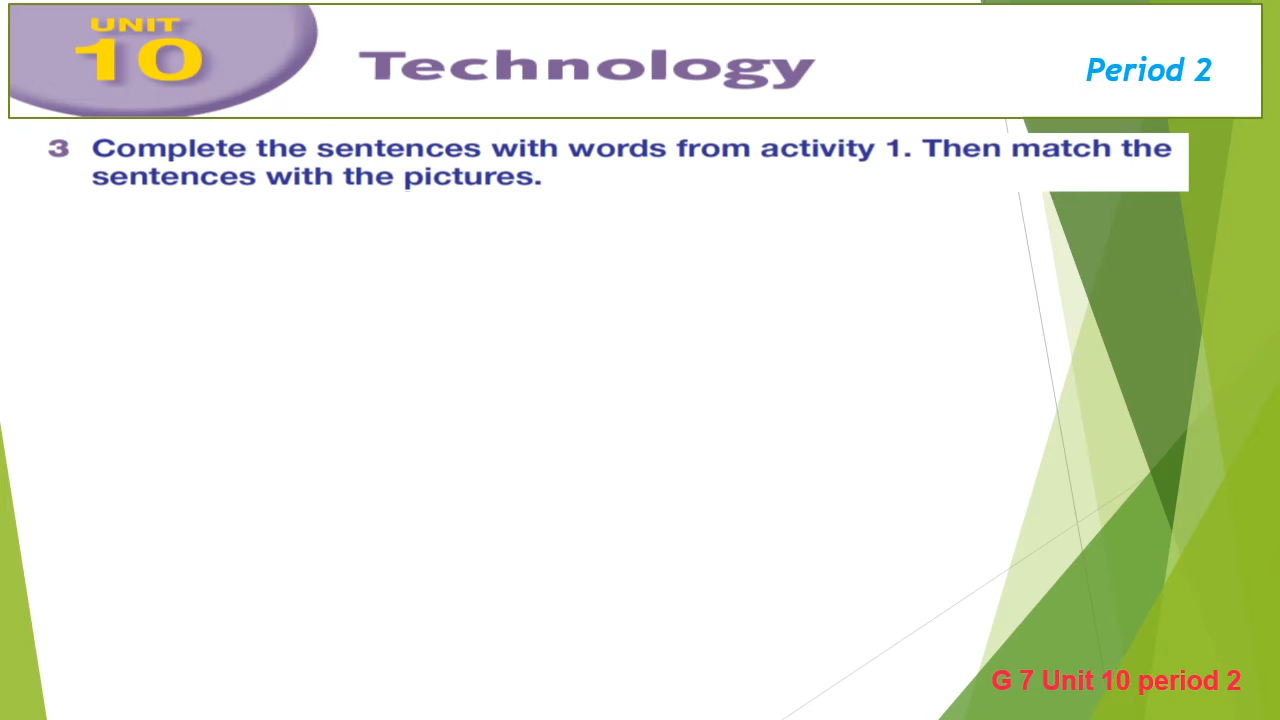 UNIT
10
Technology
Period 2
3 Complete the sentences with words from activity 1. Then match the
sentences with the pictures.
G 7 Unit 10 period 2